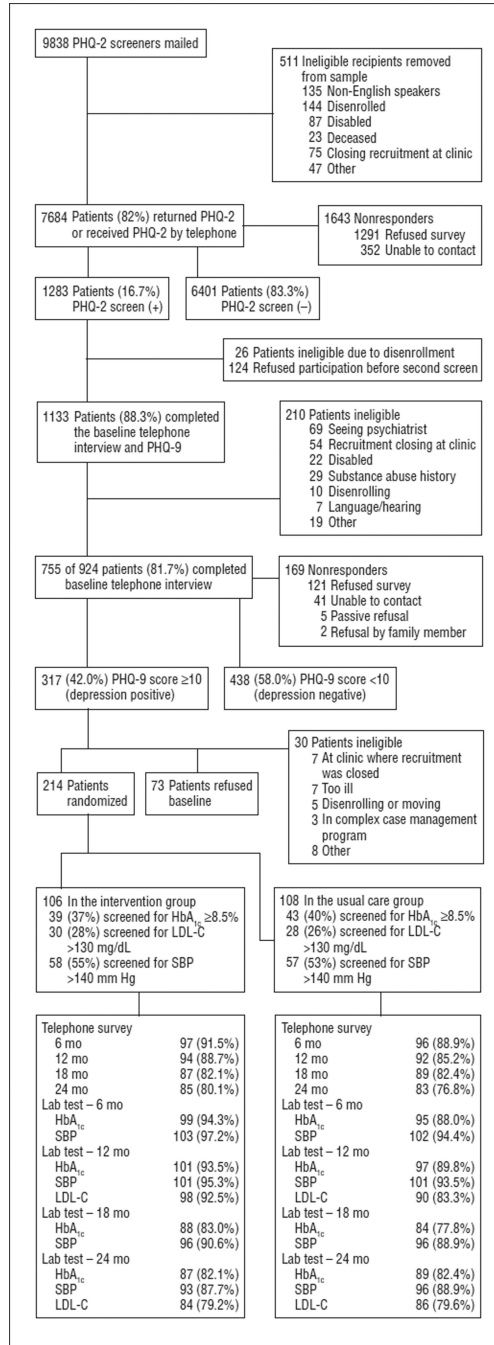 9838 PHQ-2 screeners mailed
511 Ineligible recipients removed
from sample
135 Non-English speakers
144 Disenrolled
87 Disabled
23 Deceased
75 Closing recruitment at clinic
47 Other
7684 Patients (82%) returned PHQ-2
or received PHQ-2 by telephone
1643 Nonresponders
1291 Refused survey
352 Unable to contact
1283 Patients (16.7%)
PHQ-2 screen (+)
6401 Patients (83.3%)
PHQ-2 screen (–)
26 Patients ineligible due to disenrollment
124 Refused participation before second screen
1133 Patients (88.3%) completed
the baseline telephone
interview and PHQ-9
210 Patients ineligible
69 Seeing psychiatrist
54 Recruitment closing at clinic
22 Disabled
29 Substance abuse history
10 Disenrolling
7 Language/hearing
19 Other
755 of 924 patients (81.7%) completed
baseline telephone interview
169 Nonresponders
121 Refused survey
41 Unable to contact
5 Passive refusal
2 Refusal by family member
317 (42.0%) PHQ-9 score ≥10
(depression positive)
438 (58.0%) PHQ-9 score <10
(depression negative)
30 Patients ineligible
7 At clinic where recruitment
was closed
7 Too ill
5 Disenrolling or moving
3 In complex case management
program
8 Other
214 Patients
randomized
73 Patients refused
baseline
106 In the intervention group
39 (37%) screened for HbA1c ≥8.5%
30 (28%) screened for LDL-C
>130 mg/dL
58 (55%) screened for SBP
>140 mm Hg
108 In the usual care group
43 (40%) screened for HbA1c ≥8.5%
28 (26%) screened for LDL-C
>130 mg/dL
57 (53%) screened for SBP
>140 mm Hg
Telephone survey
6 mo 97 (91.5%)
12 mo 94 (88.7%)
18 mo 87 (82.1%)
24 mo 85 (80.1%)
Lab test – 6 mo
HbA1c 99 (94.3%)
SBP 103 (97.2%)
Lab test – 12 mo
HbA1c 101 (93.5%)
SBP 101 (95.3%)
LDL-C 98 (92.5%)
Lab test – 18 mo
HbA1c 88 (83.0%)
SBP 96 (90.6%)
Lab test – 24 mo
HbA1c 87 (82.1%)
SBP 93 (87.7%)
LDL-C 84 (79.2%)
Telephone survey
6 mo 96 (88.9%)
12 mo 92 (85.2%)
18 mo 89 (82.4%)
24 mo 83 (76.8%)
Lab test – 6 mo
HbA1c 95 (88.0%)
SBP 102 (94.4%)
Lab test – 12 mo
HbA1c 97 (89.8%)
SBP 101 (93.5%)
LDL-C 90 (83.3%)
Lab test – 18 mo
HbA1c 84 (77.8%)
SBP 96 (88.9%)
Lab test – 24 mo
HbA1c 89 (82.4%)
SBP 96 (88.9%)
LDL-C 86 (79.6%)